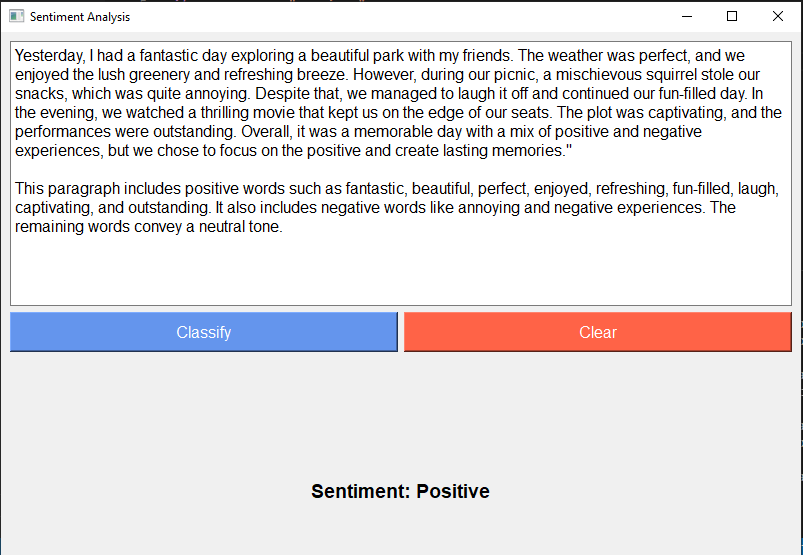 Sentiment Analysis
Yesterday, I had a fantastic day exploring a beautiful park with my friends. The weather was perfect, and we
enjoyed the lush greenery and refreshing breeze. However, during our picnic, a mischievous squirrel stole our
snacks, which was quite annoying. Despite that, we managed to laugh it off and continued our fun-filled day. In
the evening, we watched a thrilling movie that kept us on the edge of our seats. The plot was captivating, and the
performances were outstanding. Overall, it was a memorable day with a mix of positive and negative
experiences, but we chose to focus on the positive and create lasting memories."
This paragraph includes positive words such as fantastic, beautiful, perfect, enjoyed, refreshing, fun-filled, laugh,
captivating, and outstanding. It also includes negative words like annoying and negative experiences. The
remaining words convey a neutral tone.
Classify
Clear
Sentiment: Positive